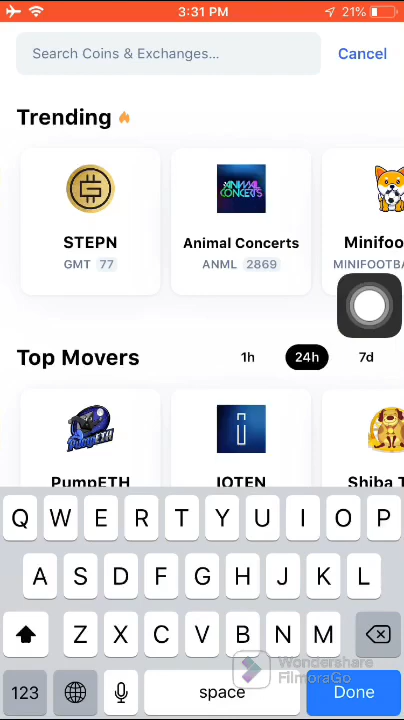 3:31 PM
21%
Search Coins & Exchanges...
Cancel
Trending
ANIMAL CONCERTS
STEPN
Animal Concerts
Minifoo
GMT 77
ANML 2869
MINIFOOTBA
Top Movers
1h
24h
7d
PumpETH
PumpETH
IOTEN
Shiba T
Q W E R T Y U I O P
A S D F G H J K L
Z X C V B N M
Wondershare
FilmoraGo
123
space
Done